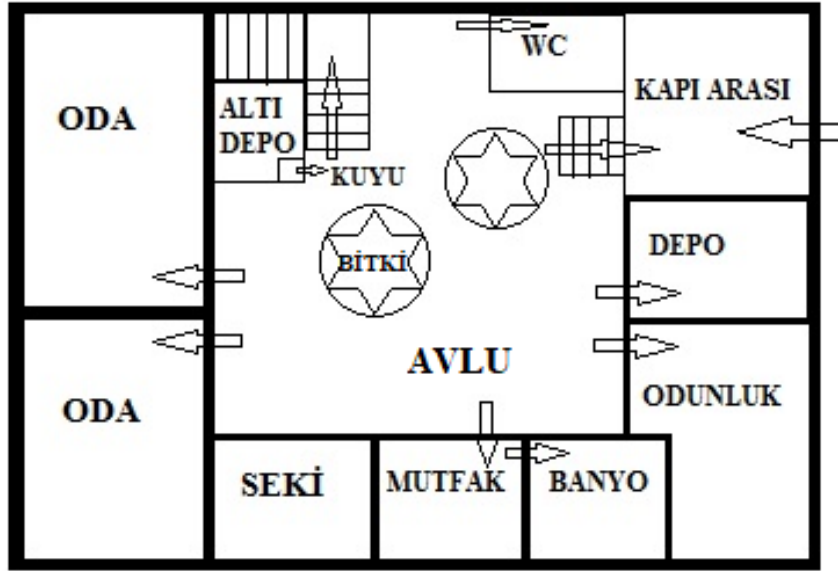 WC
KAPI ARASI
ODA
ALTI
DEPO
KUYU
DEPO
BİTKİ
AVLU
ODUNLUK
ODA
SEKİ
MUTFAK
BANYO